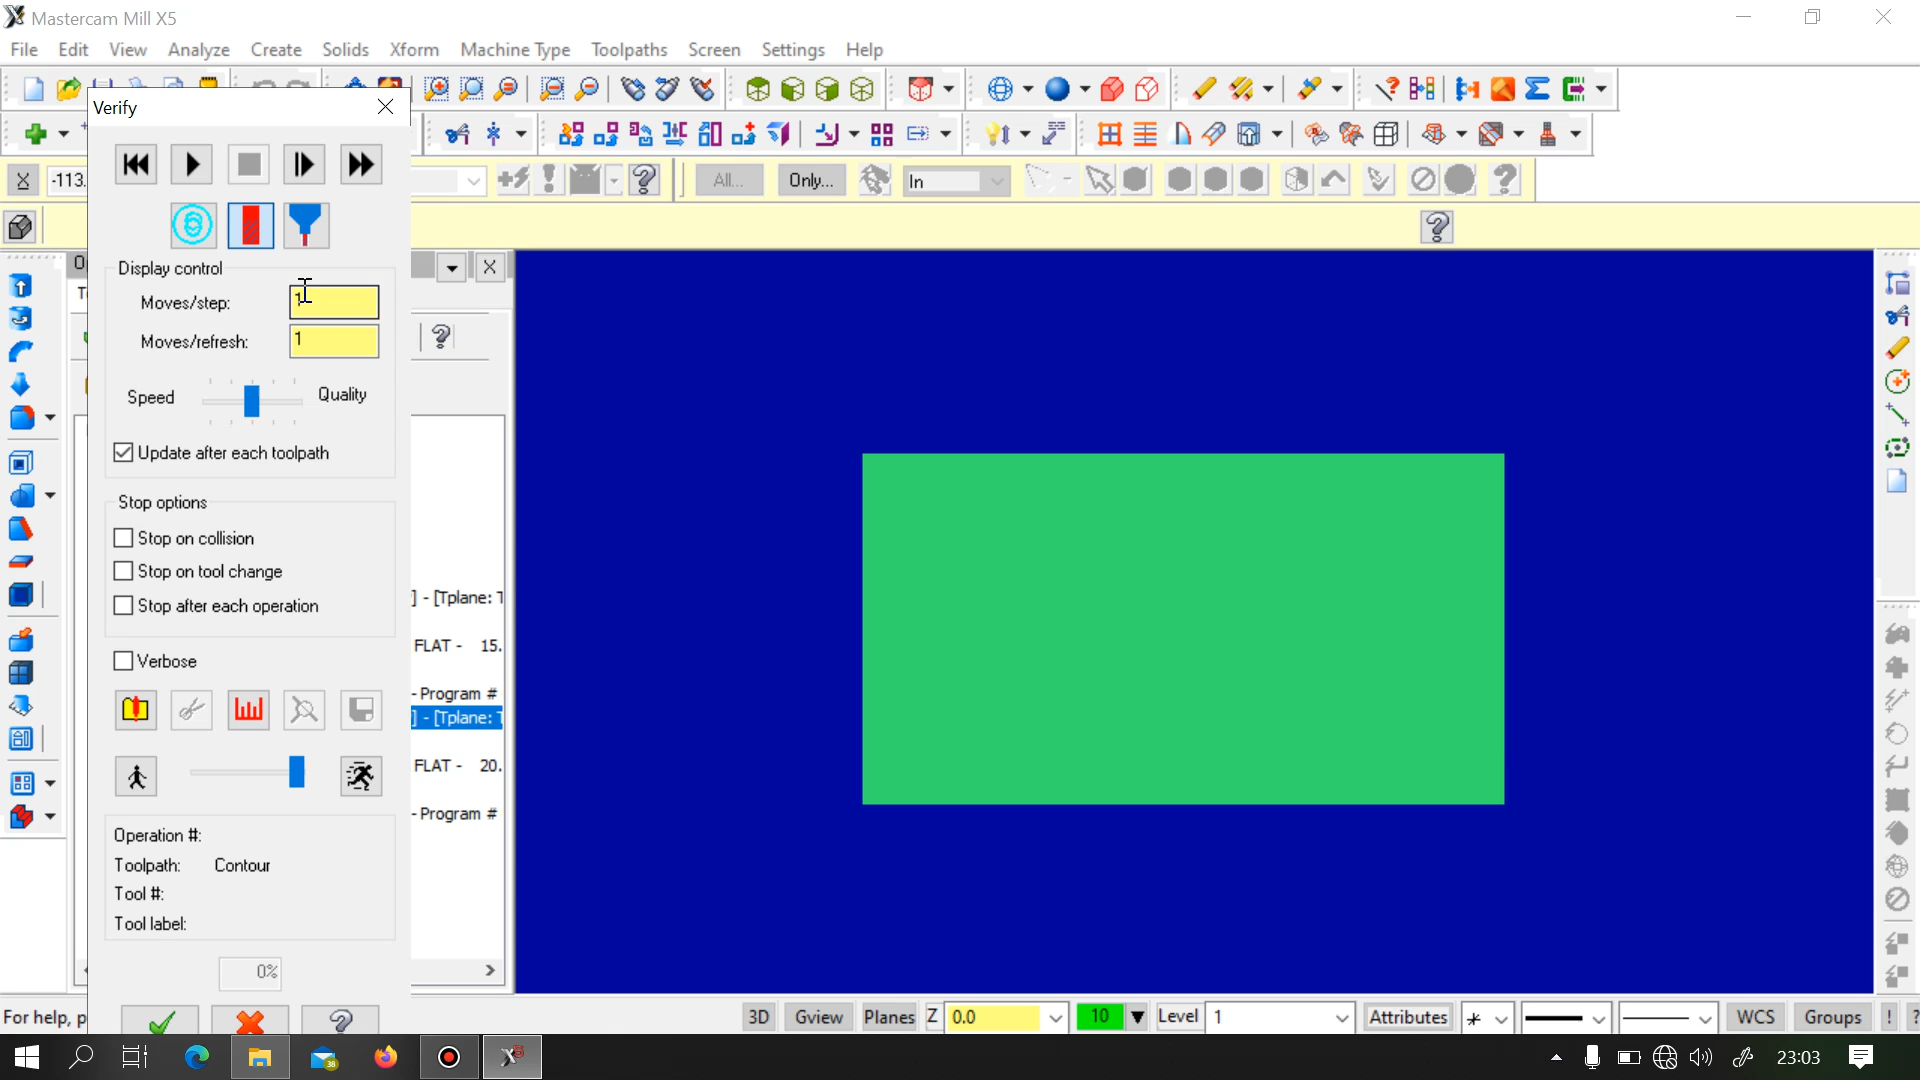 Mastercam Mill X5
File Edit View Analyze Create Solids Xform Machine Type Toolpaths Screen Settings Help
Verify
-113.
All... Only... In
Display control
Moves/step: 1
Moves/refresh: 1
Speed Quality
Update after each toolpath
Stop options
Stop on collision
Stop on tool change
Stop after each operation
] - [Tplane: T
FLAT - 15.
Verbose
- Program #
] - [Tplane: T
FLAT - 20.
- Program #
Operation #:
Toolpath: Contour
Tool #:
Tool label:
0%
For help, p
3D Gview Planes Z 0.0 10 Level 1 Attributes WCS Groups ! ?
38
23:03